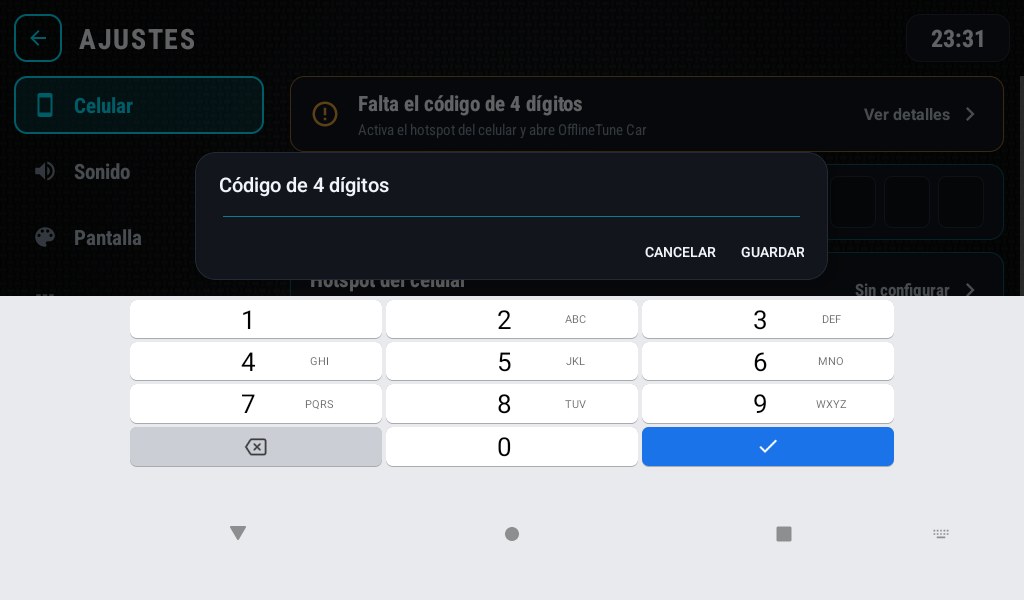 AJUSTES
23:31
Celular
Falta el código de 4 dígitos
Activa el hotspot del celular y abre OfflineTune Car
Ver detalles
Sonido
Código de 4 dígitos
Pantalla
CANCELAR
GUARDAR
Hotspot del celular
Sin configurar
1
2 ABC
3 DEF
4 GHI
5 JKL
6 MNO
7 PQRS
8 TUV
9 WXYZ
0